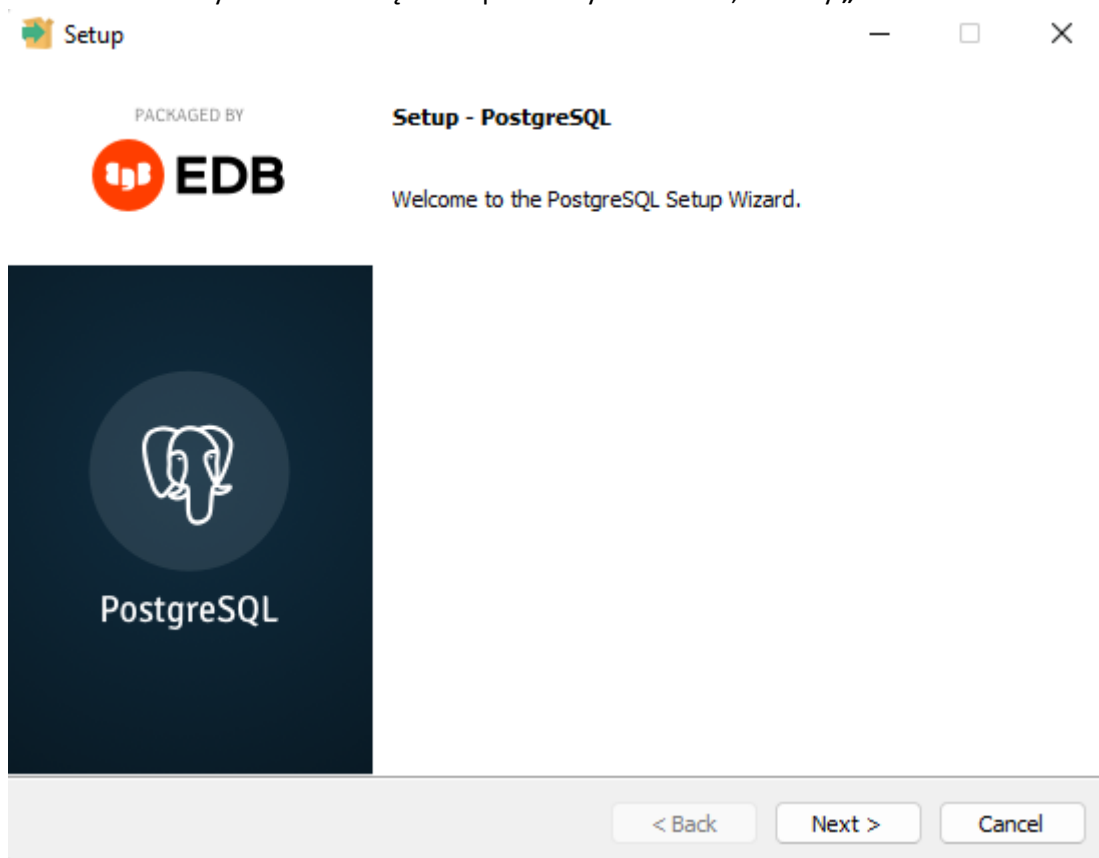 Setup
PACKAGED BY
EDB
Setup - PostgreSQL
Welcome to the PostgreSQL Setup Wizard.
PostgreSQL
< Back
Next >
Cancel